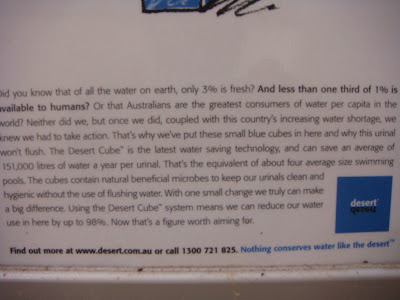 Did you know that of all the water on earth, only 3% is fresh? And less than one third of 1% is
available to humans? Or that Australians are the greatest consumers of water per capita in the
world? Neither did we, but once we did, coupled with this country's increasing water shortage, we
knew we had to take action. That's why we've put these small blue cubes in here and why this urinal
won't flush. The Desert Cube™ is the latest water saving technology, and can save an average of
151,000 litres of water a year per urinal. That's the equivalent of about four average size swimming
pools. The cubes contain natural beneficial microbes to keep our urinals clean and
hygienic without the use of flushing water. With one small change we truly can make
a big difference. Using the Desert Cube™ system means we can reduce our water
use in here by up to 98%. Now that's a figure worth aiming for.
desert
Find out more at www.desert.com.au or call 1300 721 825. Nothing conserves water like the desert™